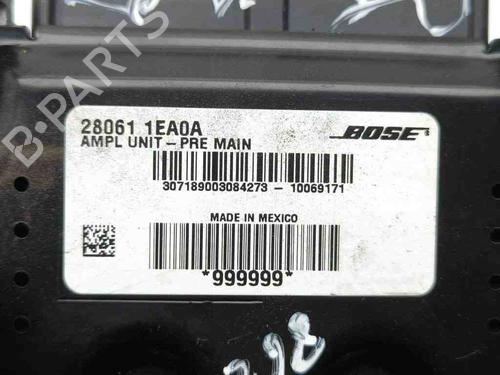 28061 1EA0A
BOSE
AMPL UNIT - PRE MAIN
307189003084273 - 10069171
MADE IN MEXICO
*999999*
B-PARTS